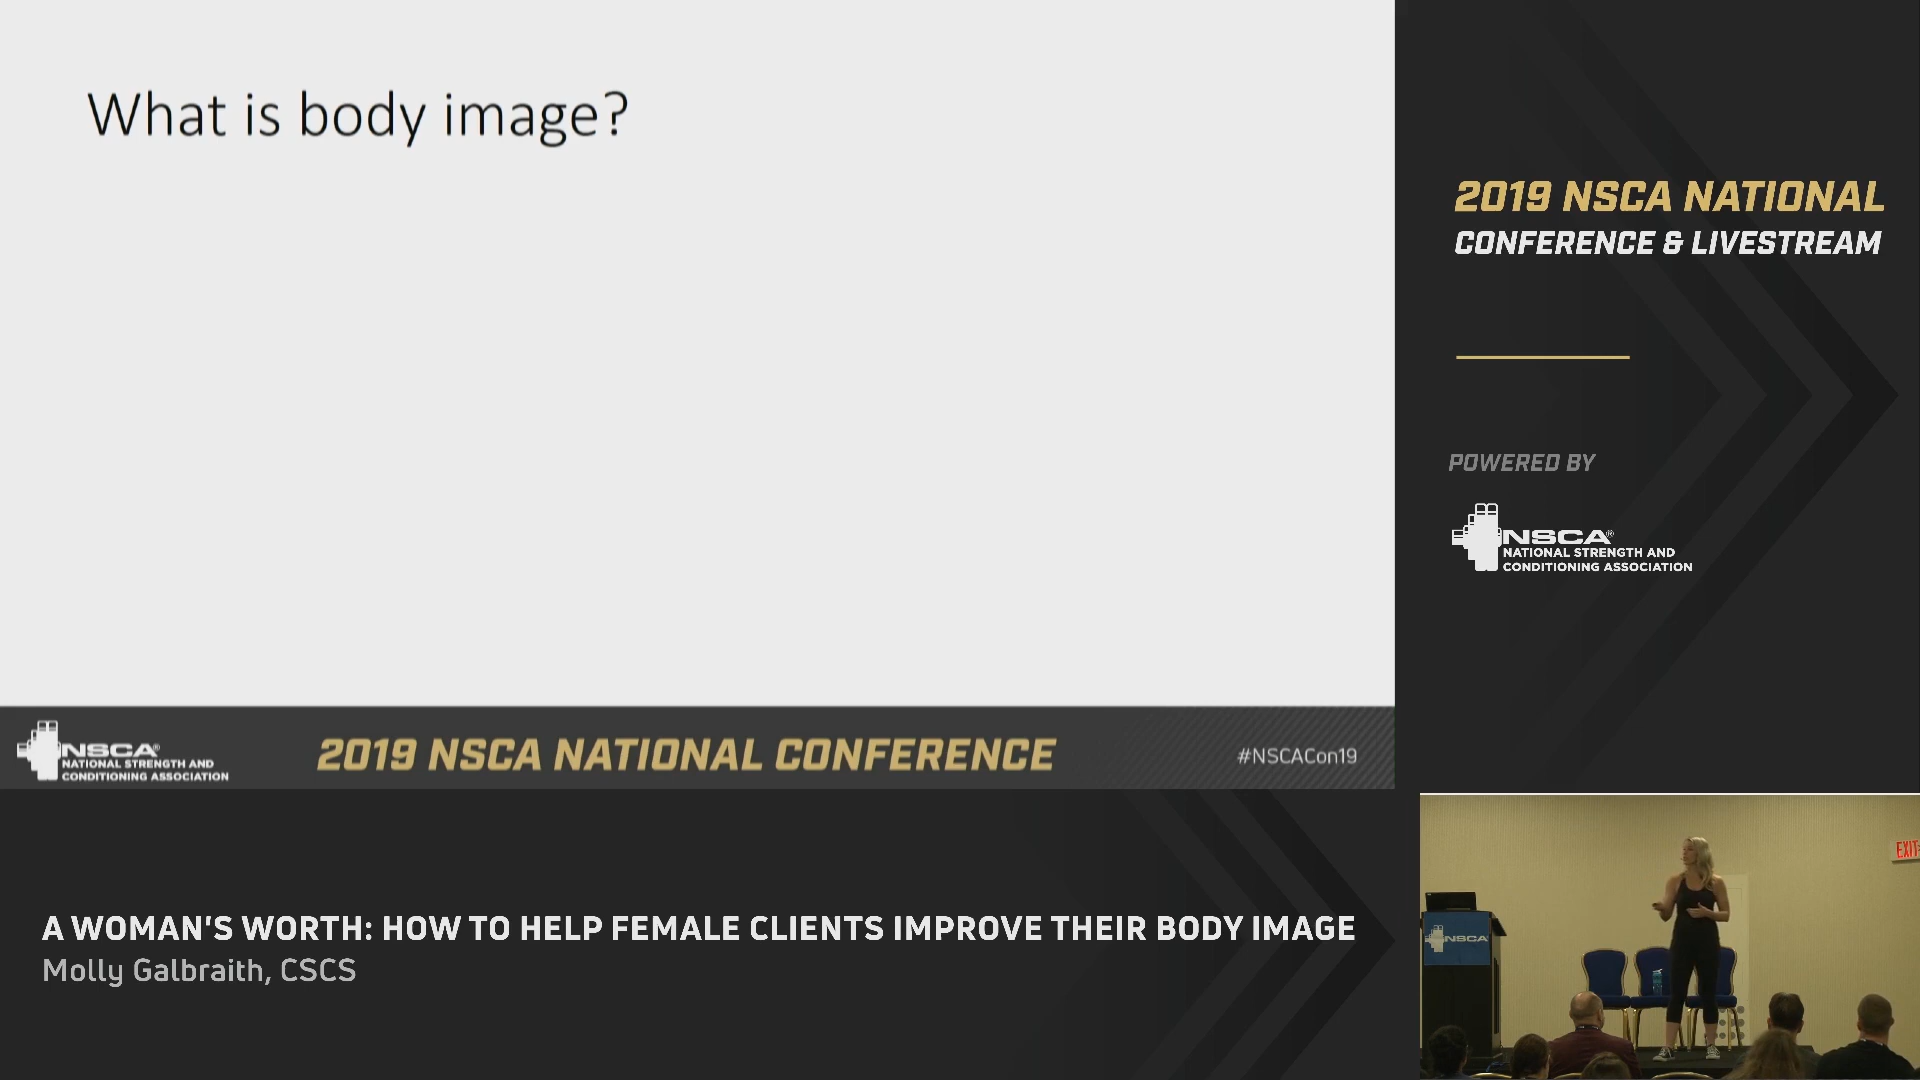 What is body image?
NSCA®
NATIONAL STRENGTH AND
CONDITIONING ASSOCIATION
2019 NSCA NATIONAL CONFERENCE
#NSCACon19
2019 NSCA NATIONAL
CONFERENCE & LIVESTREAM
POWERED BY
NSCA®
NATIONAL STRENGTH AND
CONDITIONING ASSOCIATION
A WOMAN'S WORTH: HOW TO HELP FEMALE CLIENTS IMPROVE THEIR BODY IMAGE
Molly Galbraith, CSCS
EXIT
NSCA